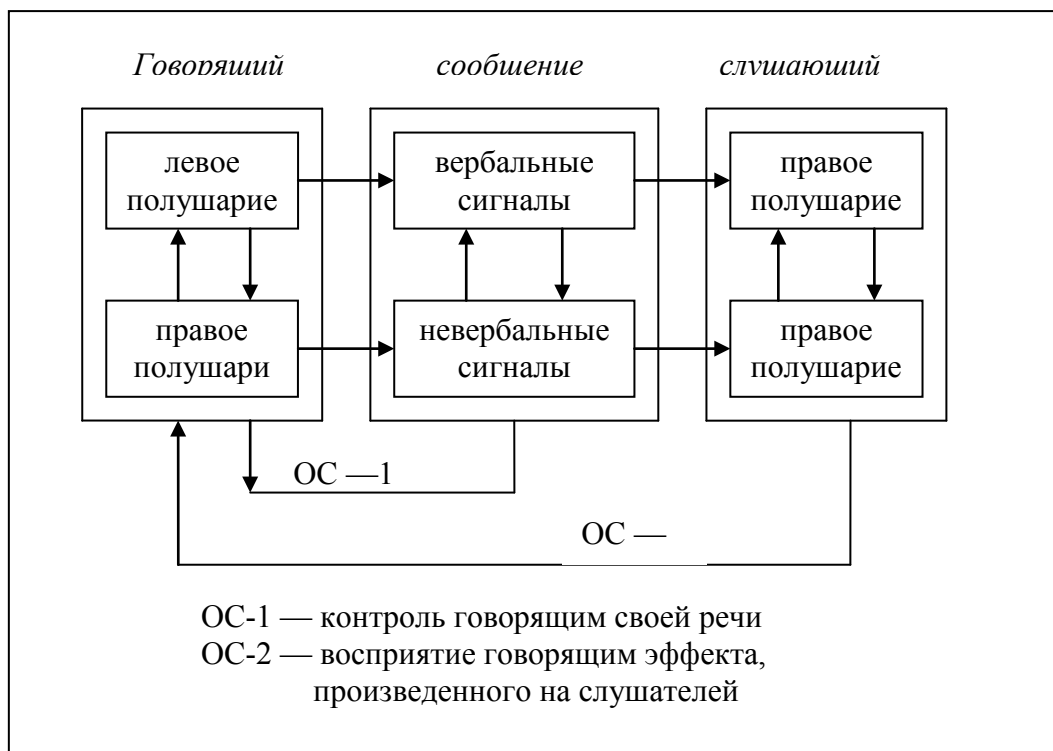 Говорящий сообщение слушающий
левое
полушарие
вербальные
сигналы
правое
полушарие
правое
полушари
невербальные
сигналы
правое
полушарие
ОС —1
ОС —
ОС-1 — контроль говорящим своей речи
ОС-2 — восприятие говорящим эффекта,
произведенного на слушателей